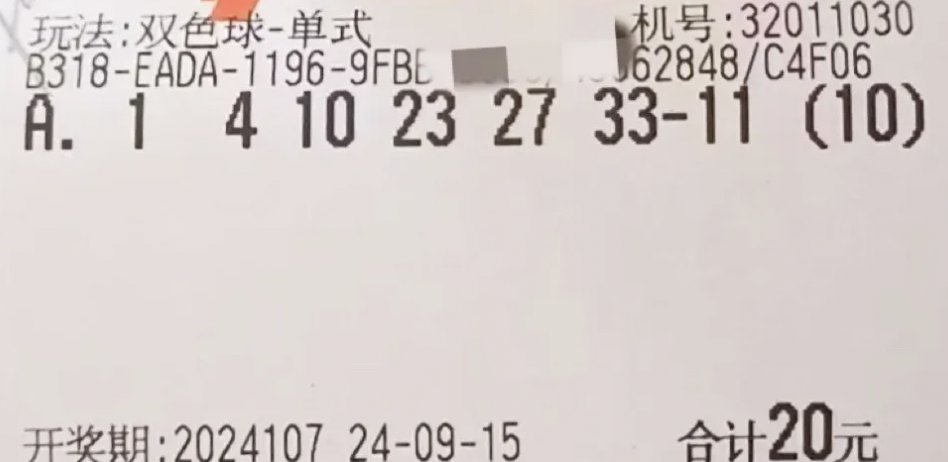 玩法:双色球-单式 机号:32011030
B318-EADA-1196-9FBE 62848/C4F06
A. 1 4 10 23 27 33-11 (10)
开奖期:2024107 24-09-15 合计20元